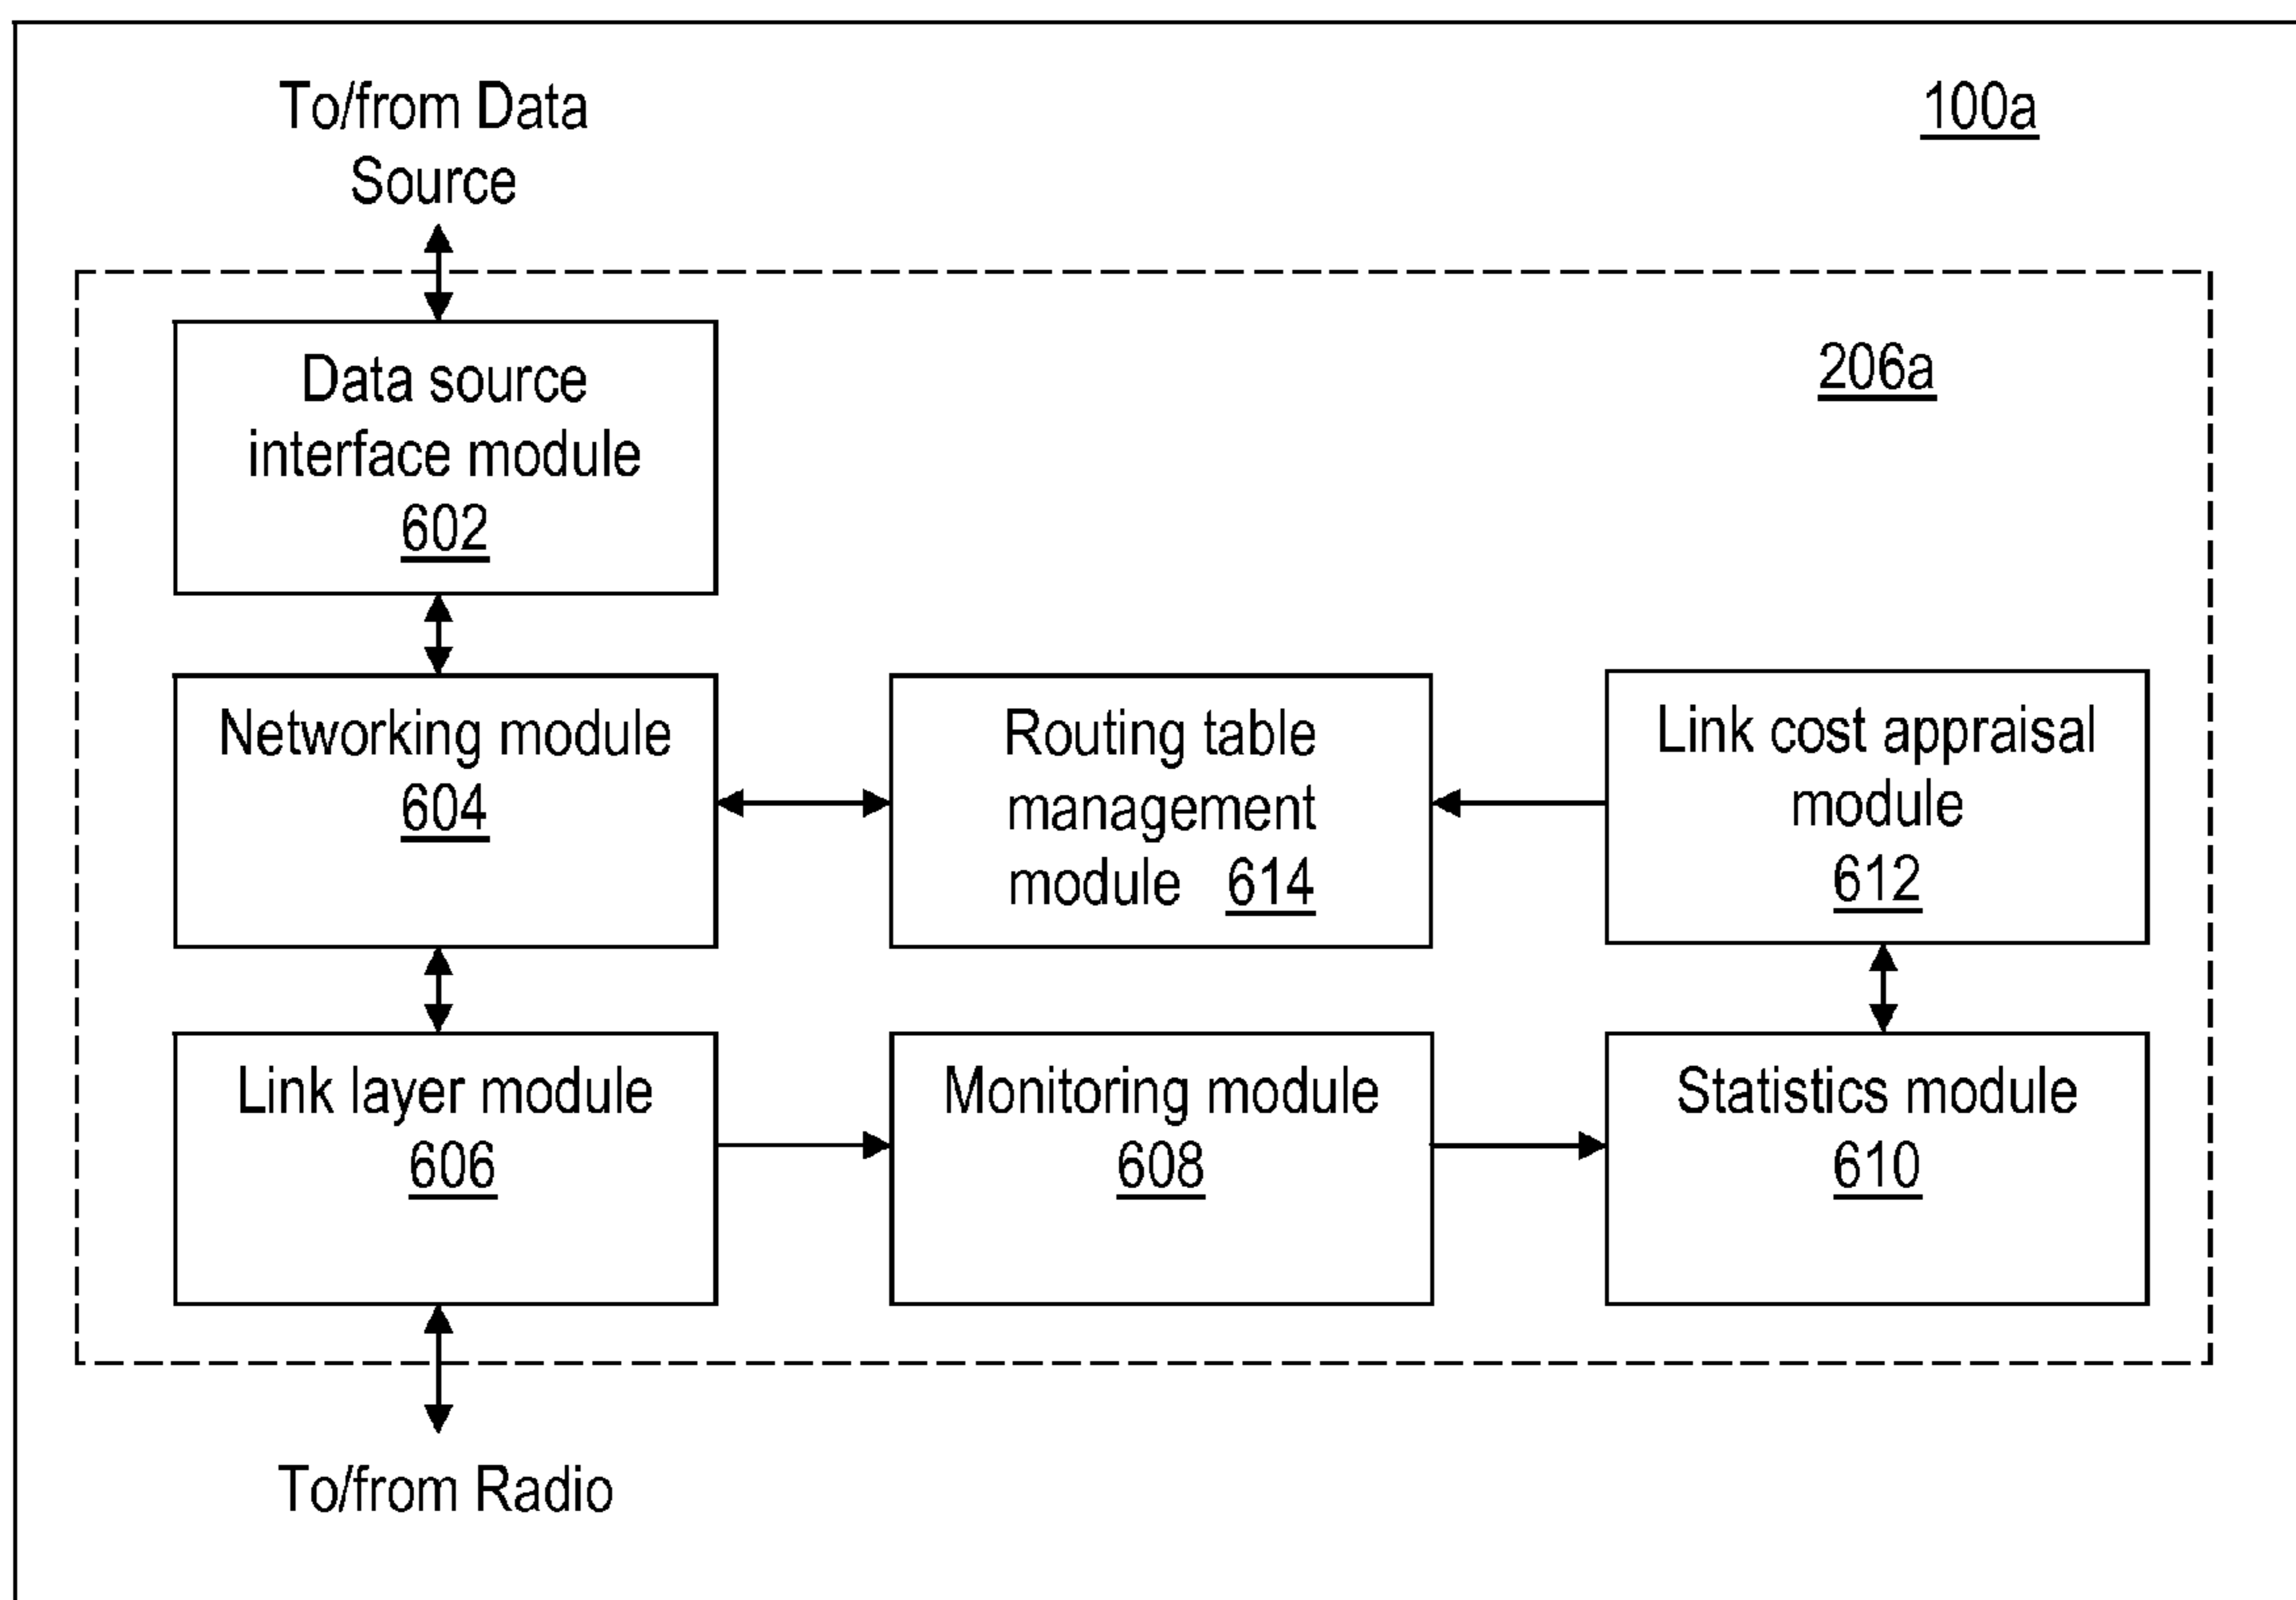 To/from Data
Source
100a
206a
Data source
interface module
602
Networking module
604
Routing table
management
module 614
Link cost appraisal
module
612
Link layer module
606
Monitoring module
608
Statistics module
610
To/from Radio